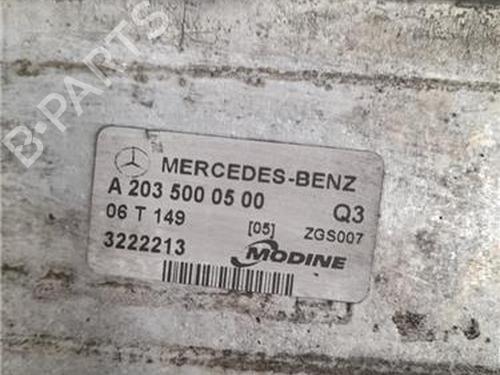 B-PARTS
MERCEDES-BENZ
A 203 500 05 00 Q3
06 T 149 [05] ZGS007
3222213 MODINE